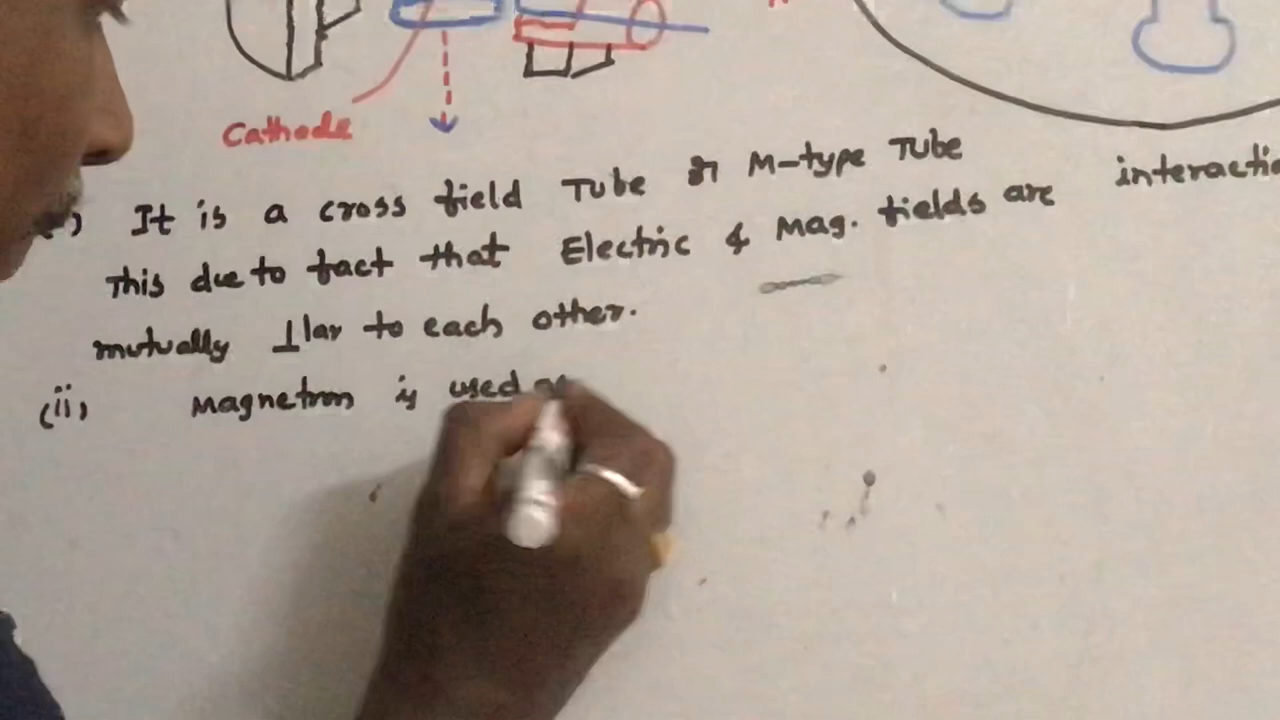 Cathode
(i) It is a cross field Tube or M-type Tube
This due to fact that Electric & Mag. fields are
mutually ⊥lar to each other.
(ii) Magnetron is used as
interactio